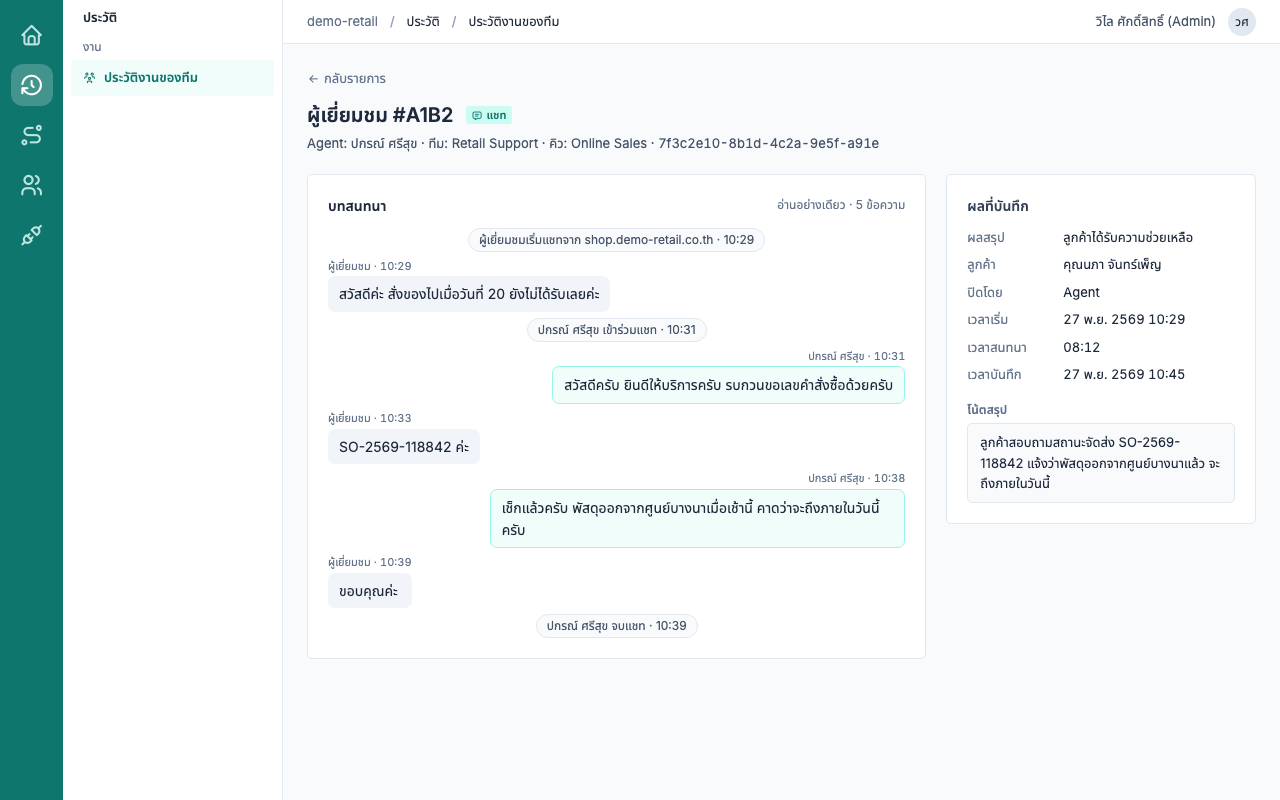 ประวัติ
งาน
ประวัติงานของทีม
demo-retail / ประวัติ / ประวัติงานของทีม
วิไล ศักดิ์สิทธิ์ (Admin) วศ
← กลับรายการ
ผู้เยี่ยมชม #A1B2 แชท
Agent: ปกรณ์ ศรีสุข · ทีม: Retail Support · คิว: Online Sales · 7f3c2e10-8b1d-4c2a-9e5f-a91e
บทสนทนา
อ่านอย่างเดียว · 5 ข้อความ
ผู้เยี่ยมชมเริ่มแชทจาก shop.demo-retail.co.th · 10:29
ผู้เยี่ยมชม · 10:29
สวัสดีค่ะ สั่งของไปเมื่อวันที่ 20 ยังไม่ได้รับเลยค่ะ
ปกรณ์ ศรีสุข เข้าร่วมแชท · 10:31
ปกรณ์ ศรีสุข · 10:31
สวัสดีครับ ยินดีให้บริการครับ รบกวนขอเลขคำสั่งซื้อด้วยครับ
ผู้เยี่ยมชม · 10:33
SO-2569-118842 ค่ะ
ปกรณ์ ศรีสุข · 10:38
เช็กแล้วครับ พัสดุออกจากศูนย์บางนาเมื่อเช้านี้ คาดว่าจะถึงภายในวันนี้
ครับ
ผู้เยี่ยมชม · 10:39
ขอบคุณค่ะ
ปกรณ์ ศรีสุข จบแชท · 10:39
ผลที่บันทึก
ผลสรุป ลูกค้าได้รับความช่วยเหลือ
ลูกค้า คุณนภา จันทร์เพ็ญ
ปิดโดย Agent
เวลาเริ่ม 27 พ.ย. 2569 10:29
เวลาสนทนา 08:12
เวลาบันทึก 27 พ.ย. 2569 10:45
โน้ตสรุป
ลูกค้าสอบถามสถานะจัดส่ง SO-2569-
118842 แจ้งว่าพัสดุออกจากศูนย์บางนาแล้ว จะ
ถึงภายในวันนี้